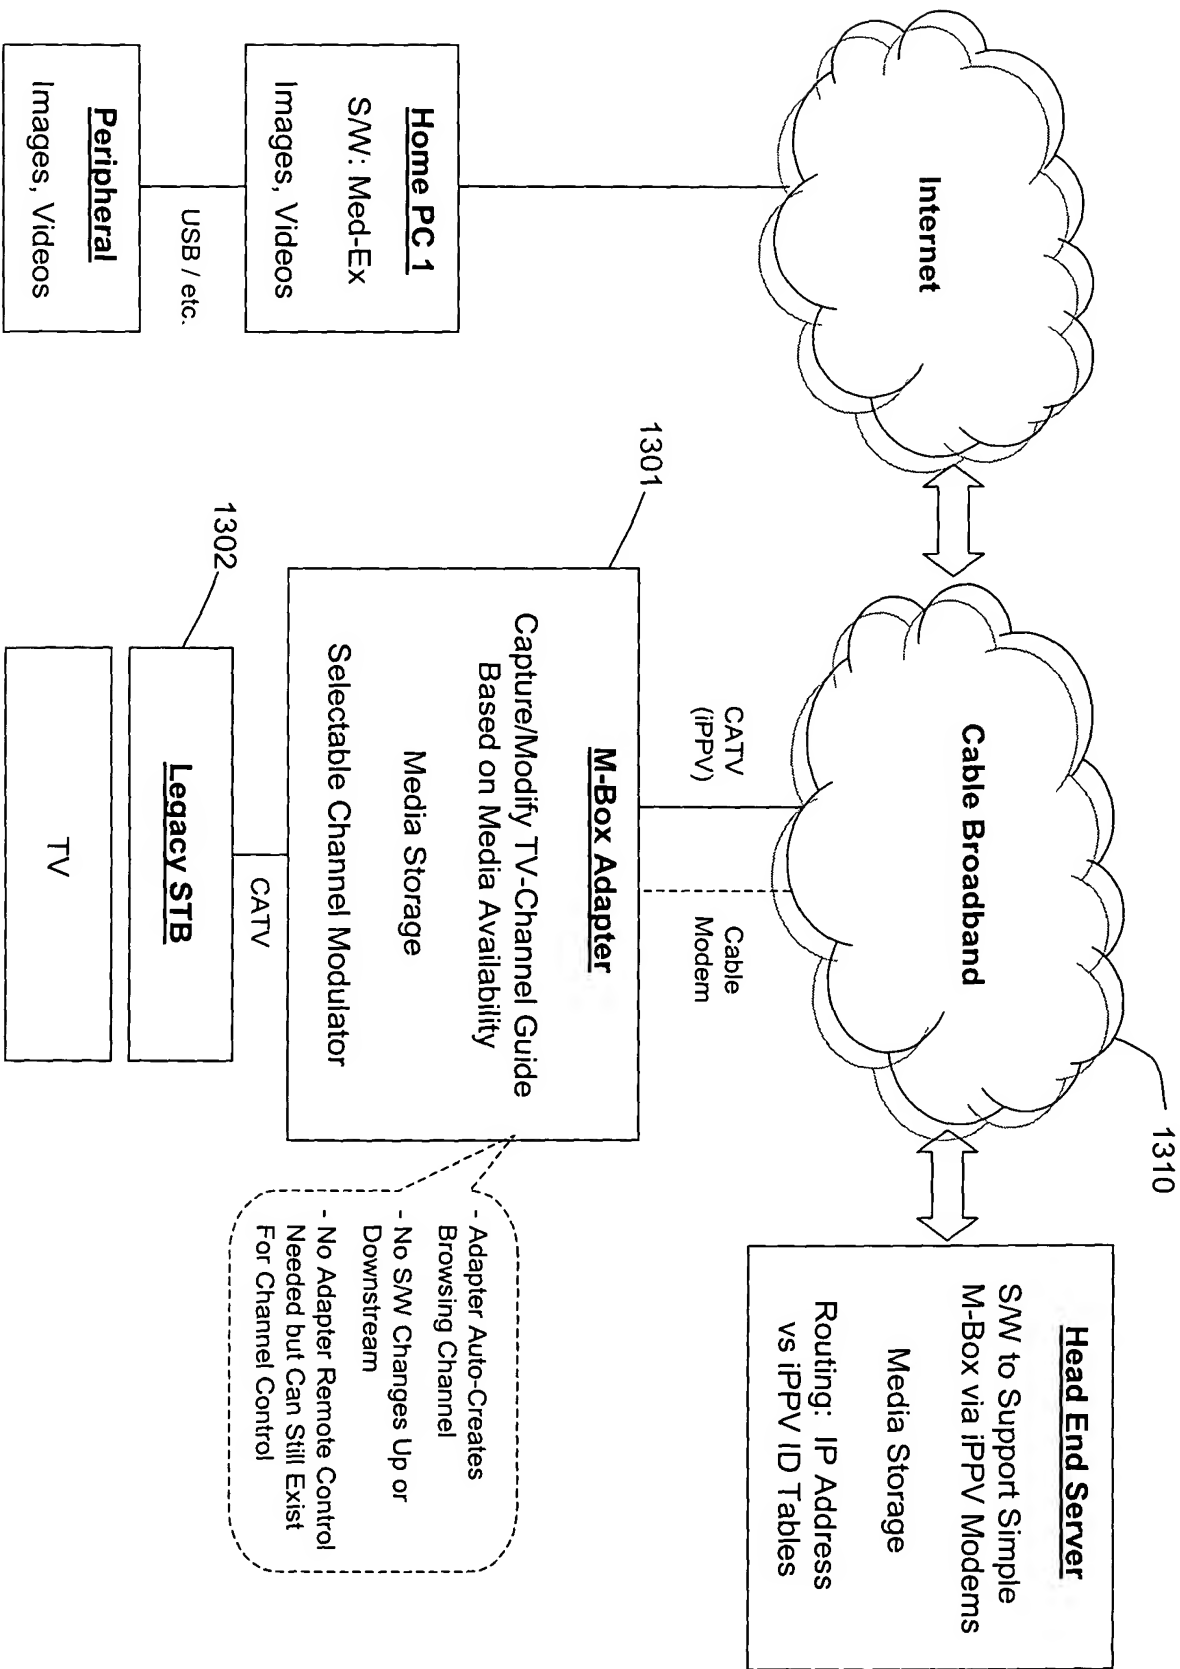 Internet
Cable Broadband
1310
Head End Server
S/W to Support Simple
M-Box via iPPV Modems
Media Storage
Routing: IP Address
vs iPPV ID Tables
Home PC 1
S/W: Med-Ex
Images, Videos
USB / etc.
Peripheral
Images, Videos
CATV
(iPPV)
Cable
Modem
1301
M-Box Adapter
Capture/Modify TV-Channel Guide
Based on Media Availability
Media Storage
Selectable Channel Modulator
- Adapter Auto-Creates
Browsing Channel
- No S/W Changes Up or
Downstream
- No Adapter Remote Control
Needed but Can Still Exist
For Channel Control
CATV
1302
Legacy STB
TV